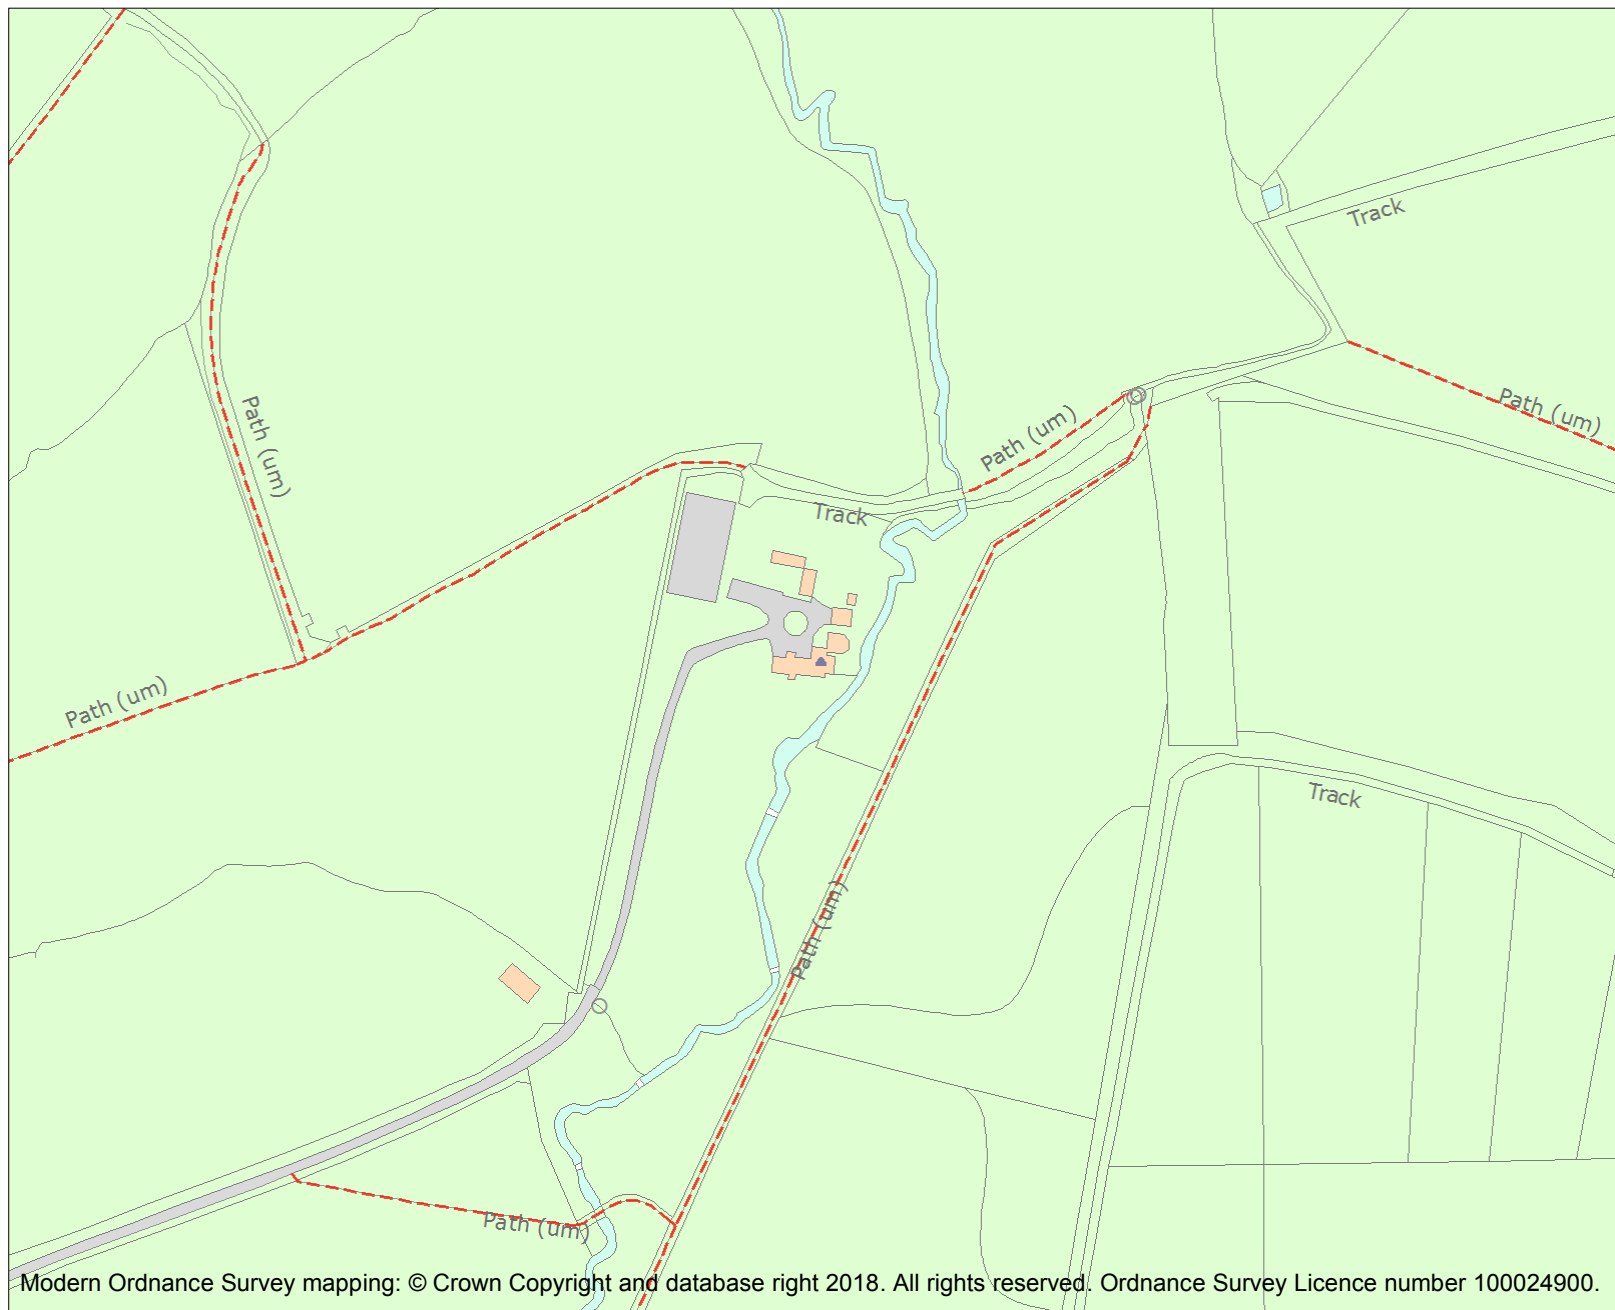 Track
Path (um)
Path (um)
Path (um)
Track
Path (um)
Track
Path (um)
Path (um)
Modern Ordnance Survey mapping: © Crown Copyright and database right 2018. All rights reserved. Ordnance Survey Licence number 100024900.